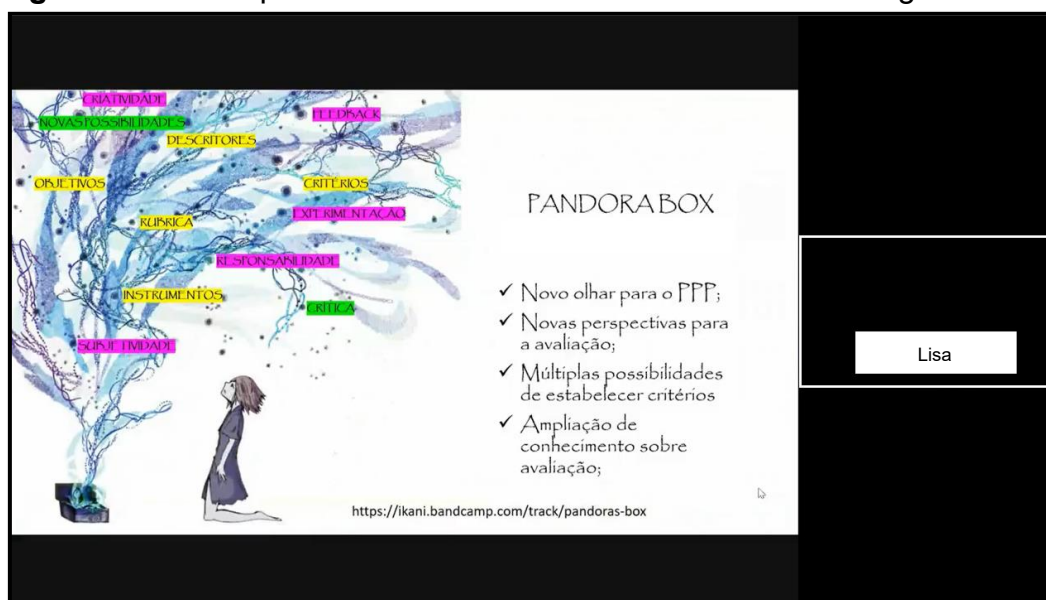 CRIATIVIDADE
NOVAS POSSIBILIDADES
FEEDBACK
DESCRITORES
OBJETIVOS
CRITÉRIOS
EXPERIMENTAÇÃO
RUBRICA
RESPONSABILIDADE
INSTRUMENTOS
CRÍTICA
SUBJETIVIDADE
PANDORA BOX
✓ Novo olhar para o PPP;
✓ Novas perspectivas para
a avaliação;
✓ Múltiplas possibilidades
de estabelecer critérios
✓ Ampliação de
conhecimento sobre
avaliação;
https://ikani.bandcamp.com/track/pandoras-box
Lisa